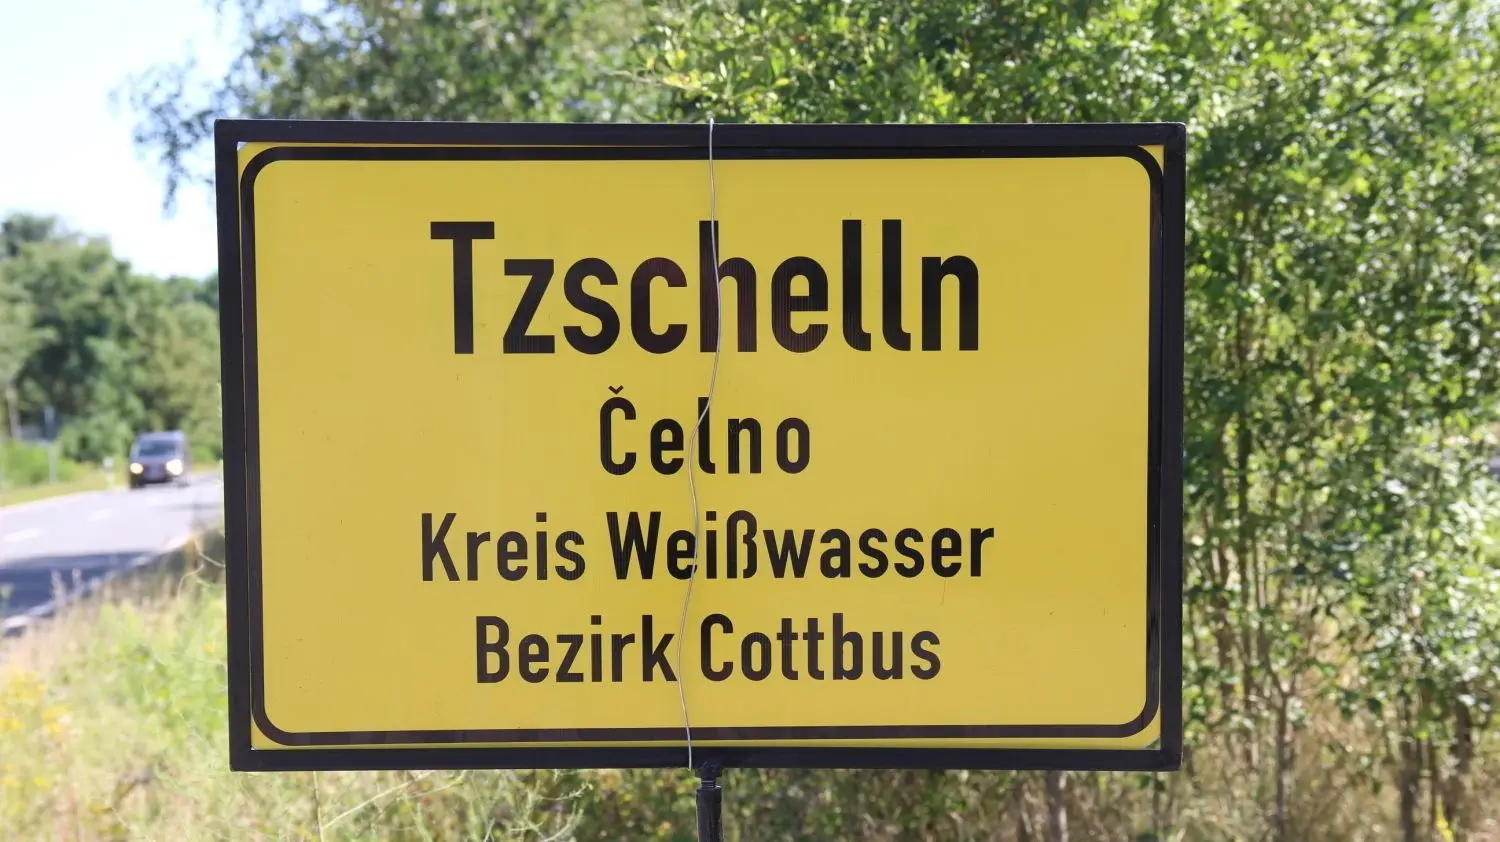 Tzschelln
Čelno
Kreis Weißwasser
Bezirk Cottbus